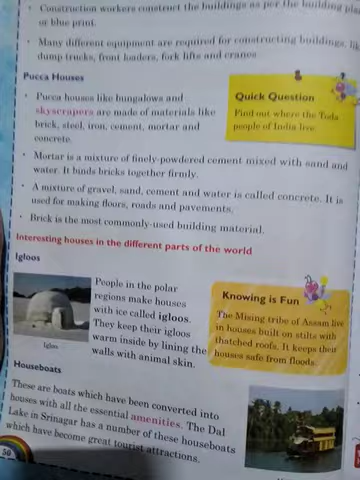 Construction workers construct the buildings as per the building plan
or blue print.
Many different equipment are required for constructing buildings, like
dump trucks, front loaders, fork lifts and cranes.
Pucca Houses
Pucca houses like bungalows and
skyscrapers are made of materials like
brick, steel, iron, cement, mortar and
concrete.
Quick Question
Find out where the Toda
people of India live.
Mortar is a mixture of finely-powdered cement mixed with sand and
water. It binds bricks together firmly.
A mixture of gravel, sand, cement and water is called concrete. It is
used for making floors, roads and pavements.
Brick is the most commonly-used building material.
Interesting houses in the different parts of the world
Igloos
People in the polar
regions make houses
with ice called igloos.
They keep their igloos
warm inside by lining the
walls with animal skin.
Igloo
Knowing is Fun
The Mising tribe of Assam live
in houses built on stilts with
thatched roofs. It keeps their
houses safe from floods.
Houseboats
These are boats which have been converted into
houses with all the essential amenities. The Dal
Lake in Srinagar has a number of these houseboats
which have become great tourist attractions.
50